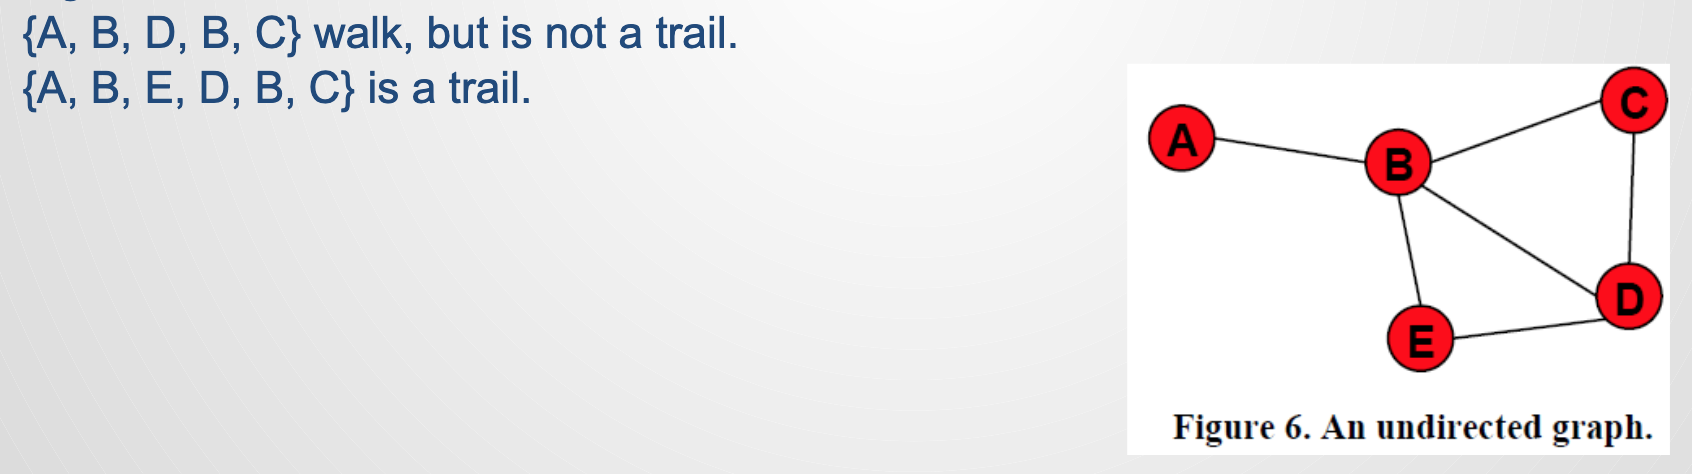 {A, B, D, B, C} walk, but is not a trail.
{A, B, E, D, B, C} is a trail.
A
B
C
D
E
Figure 6. An undirected graph.